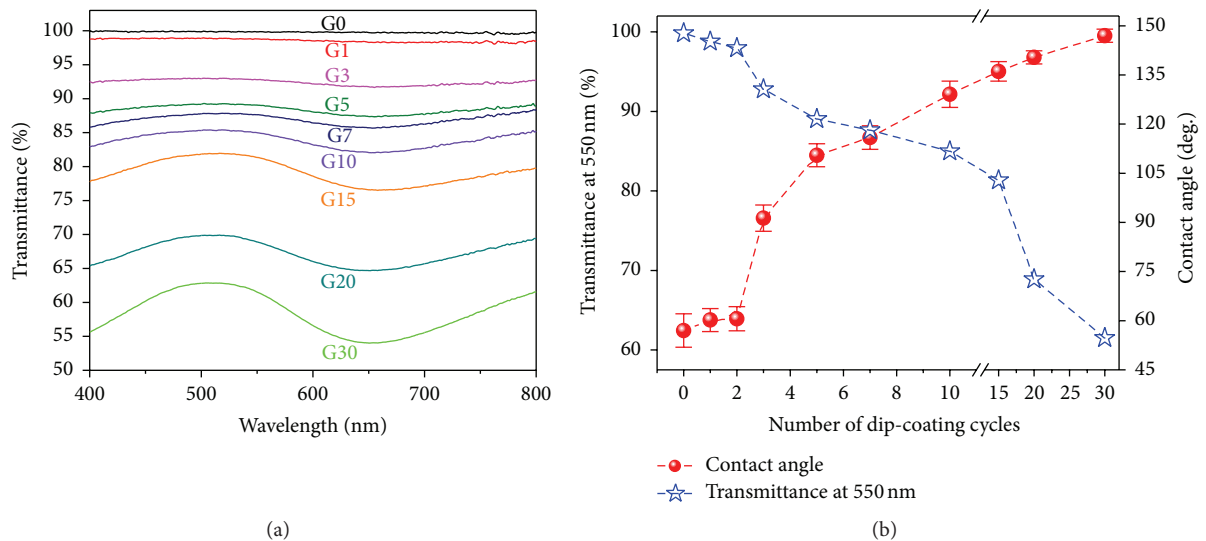 100
95
90
85
80
75
70
65
60
55
50
Transmittance (%)
G0
G1
G3
G5
G7
G10
G15
G20
G30
400 500 600 700 800
Wavelength (nm)
(a)
100
90
80
70
60
Transmittance at 550 nm (%)
150
135
120
105
90
75
60
45
Contact angle (deg.)
0 2 4 6 8 10 15 20 25 30
Number of dip-coating cycles
Contact angle
Transmittance at 550 nm
(b)